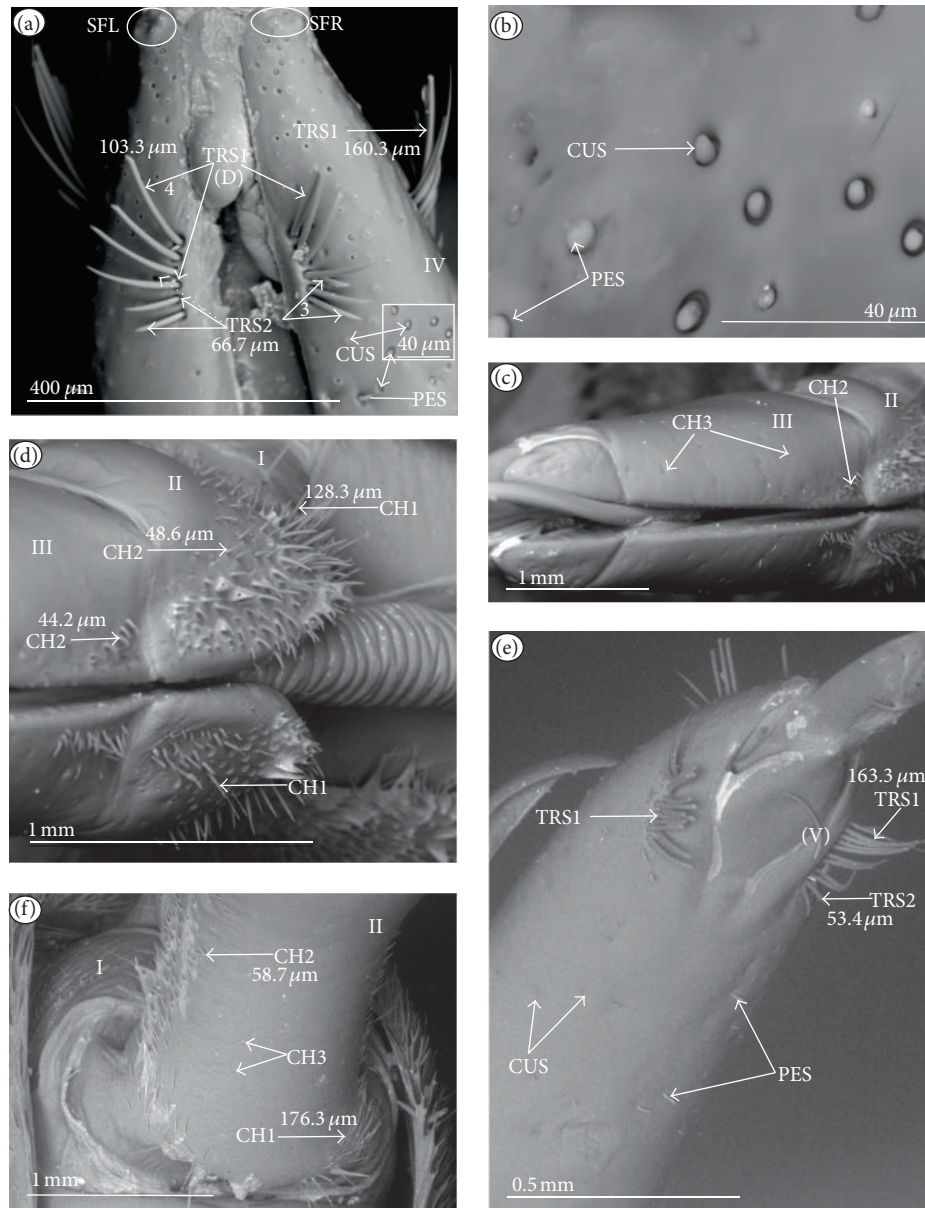 (a)
SFL
SFR
TRS1
160.3 μm
103.3 μm
TRS1
(D)
4
IV
3
TRS2
66.7 μm
CUS
40 μm
400 μm
PES
(b)
CUS
PES
40 μm
(c)
CH2
II
III
CH3
1 mm
(d)
I
II
128.3 μm
CH1
48.6 μm
CH2
III
44.2 μm
CH2
CH1
1 mm
(e)
163.3 μm
TRS1
TRS1
(V)
TRS2
53.4 μm
CUS
PES
0.5 mm
(f)
II
I
CH2
58.7 μm
CH3
176.3 μm
CH1
1 mm